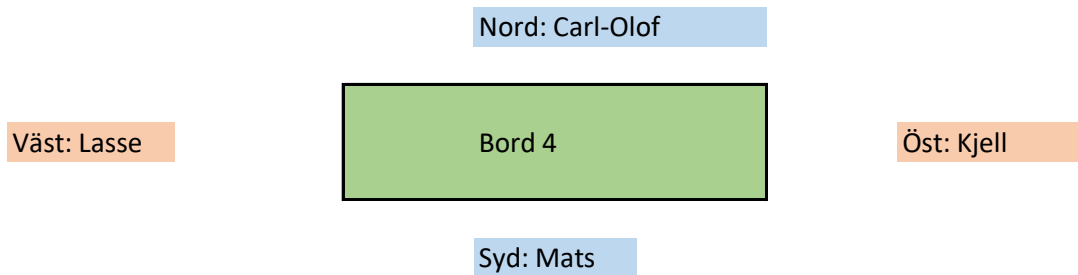 Nord: Carl-Olof
Väst: Lasse
Bord 4
Öst: Kjell
Syd: Mats